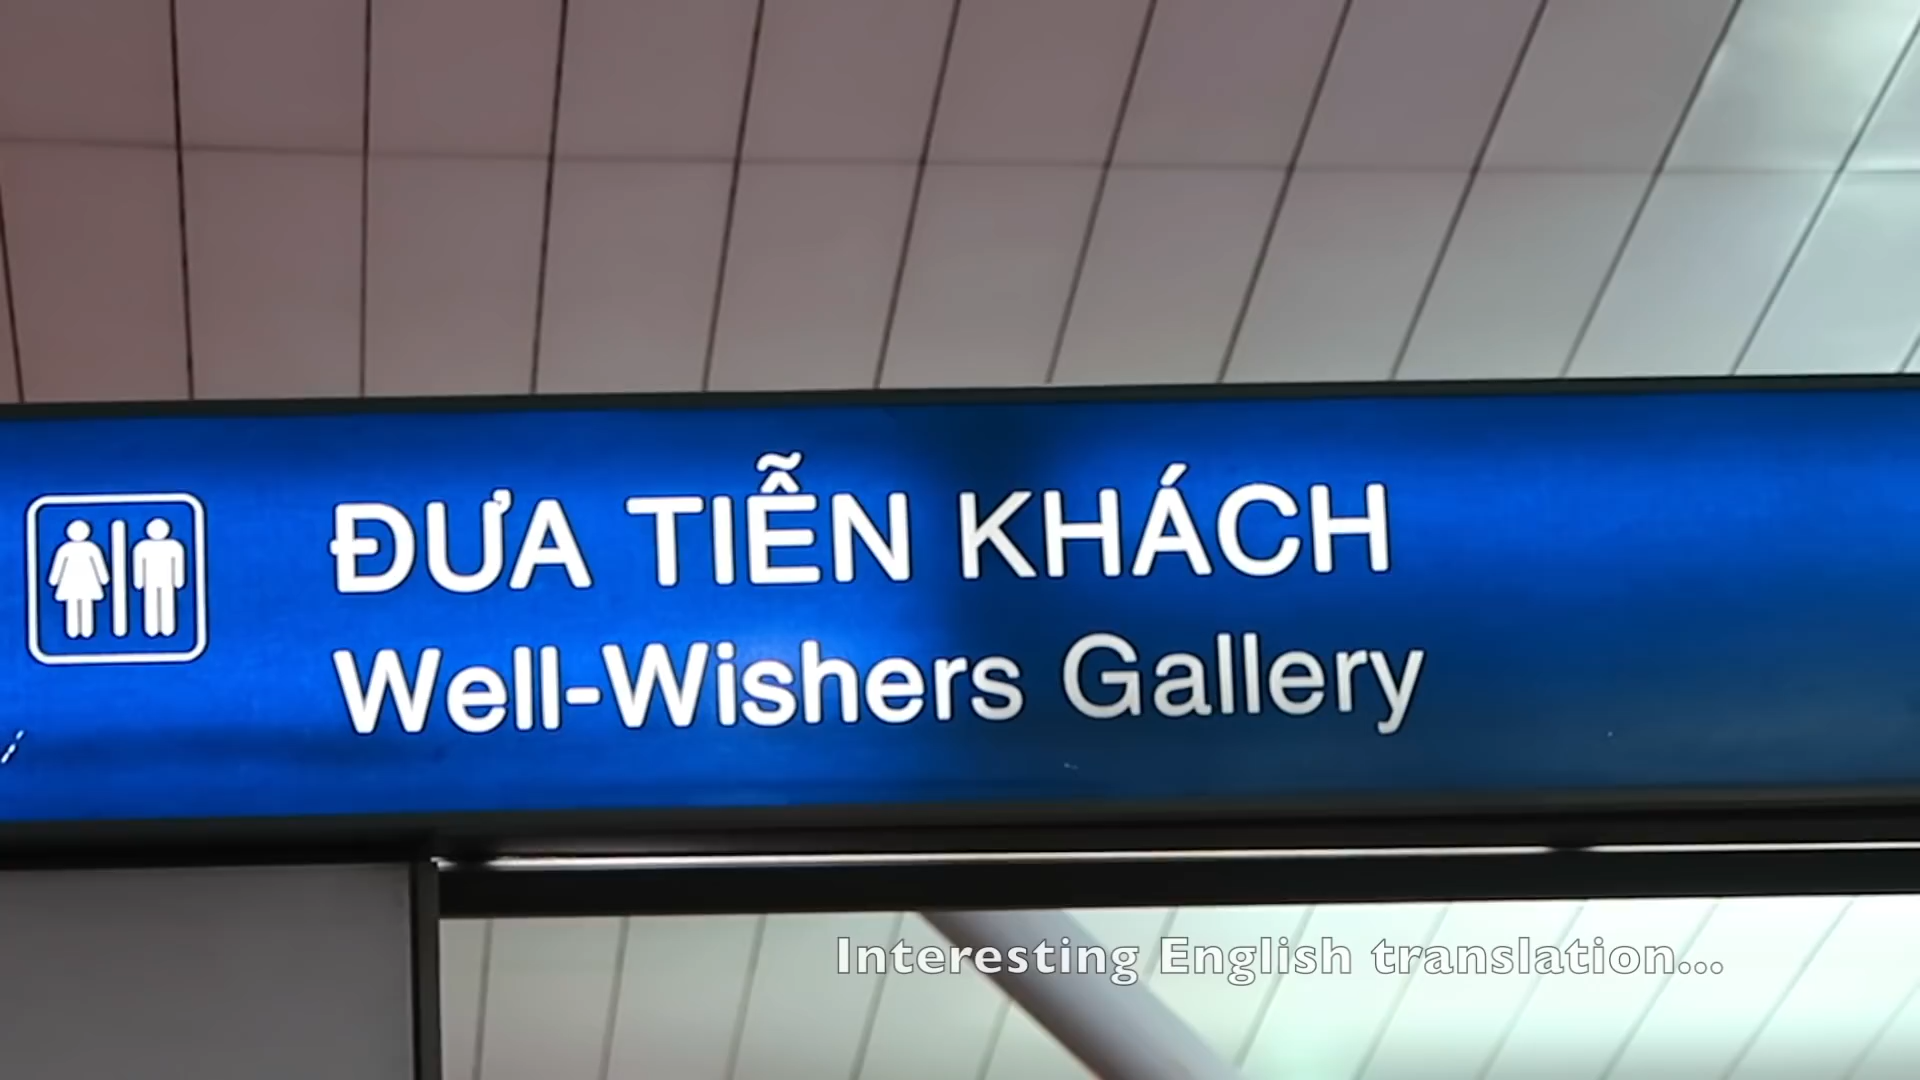 ĐƯA TIỄN KHÁCH
Well-Wishers Gallery
Interesting English translation...